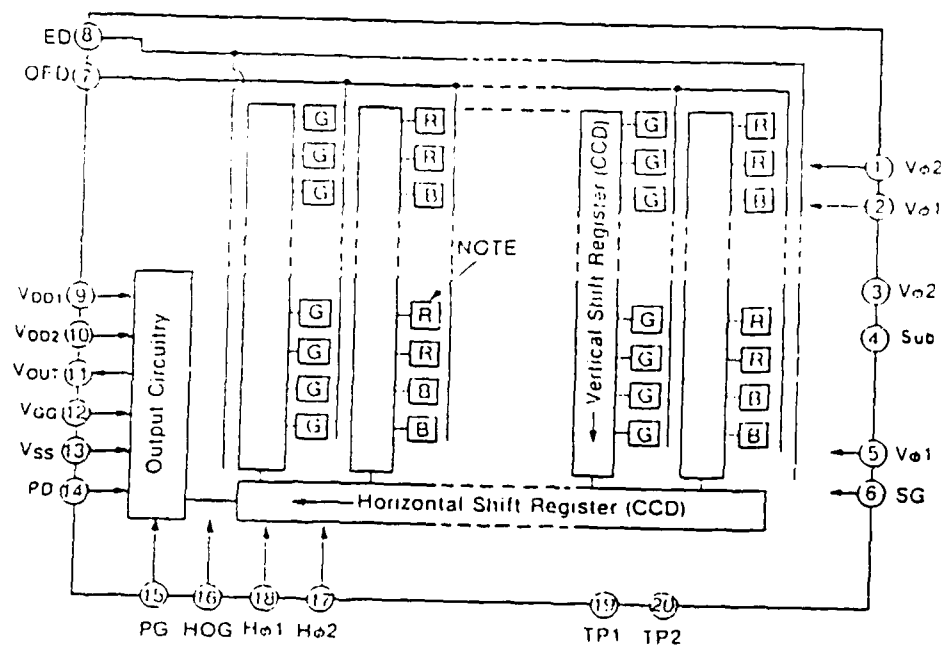 ED 8
OFD 7
G R G R
G R G R
G B G B
1 Vφ2
2 Vφ1
NOTE
Vertical Shift Register (CCD)
VDD1 9
3 Vφ2
VDD2 10
4 Sub
VOUT 11
VGG 12
VSS 13
5 Vφ1
PD 14
6 SG
Output Circuitry
G R G R
G R G R
G B G B
G B G B
Horizontal Shift Register (CCD)
15 16 18 17 19 20
PG HOG Hφ1 Hφ2 TP1 TP2